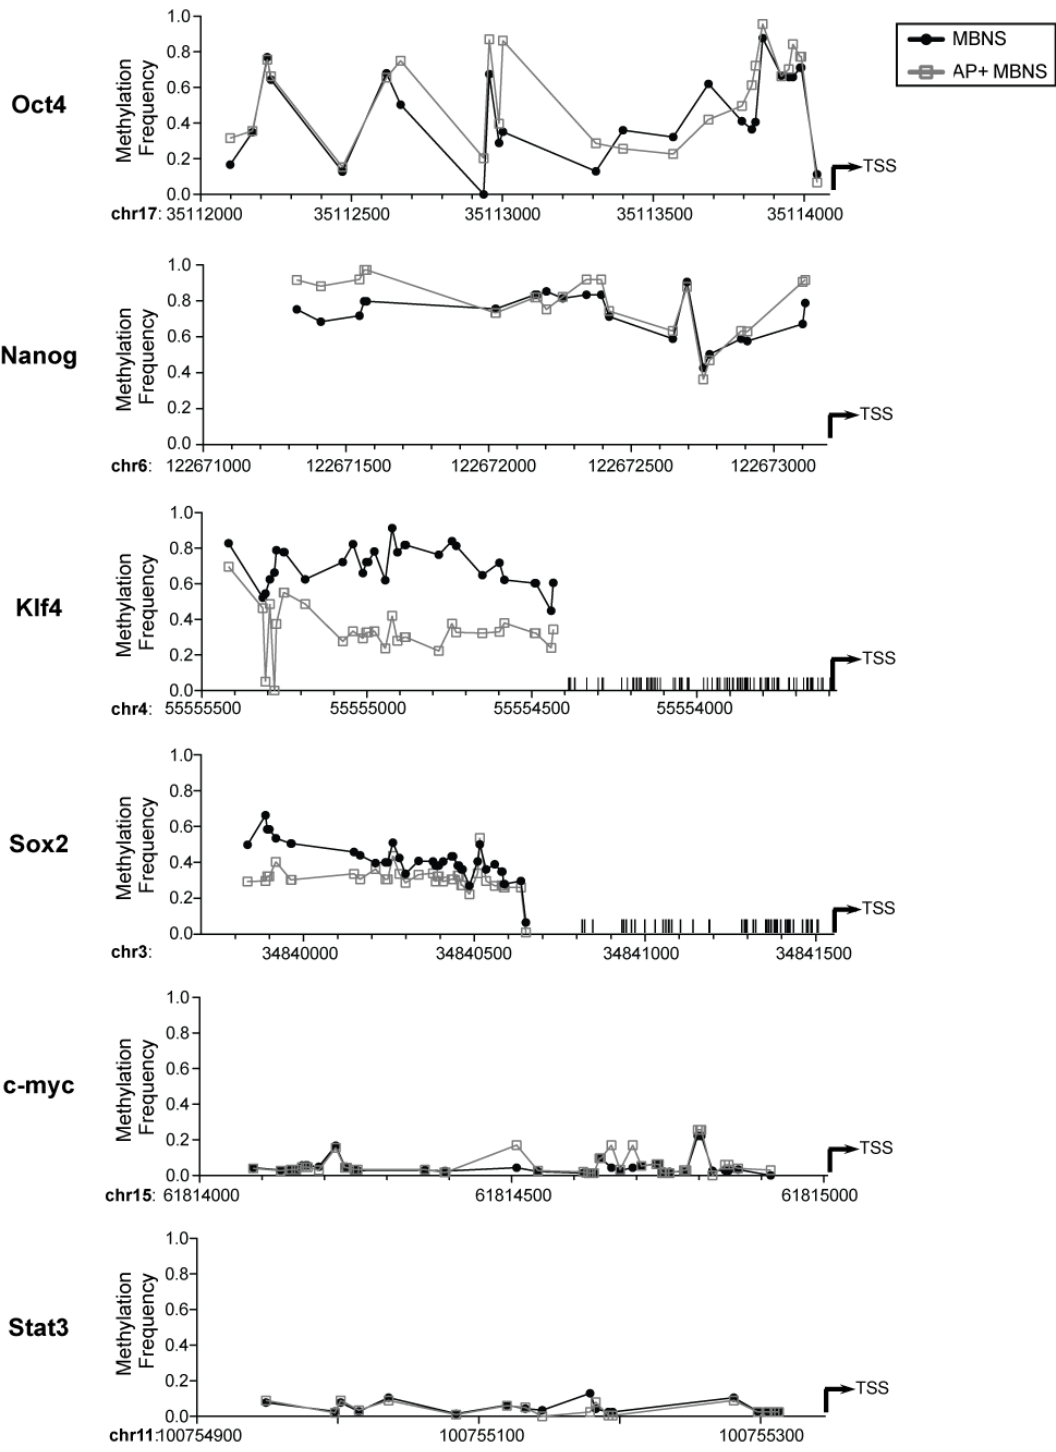 MBNS
AP+ MBNS
Oct4
Methylation
Frequency
1.0
0.8
0.6
0.4
0.2
0.0
TSS
chr17: 35112000 35112500 35113000 35113500 35114000
Nanog
Methylation
Frequency
1.0
0.8
0.6
0.4
0.2
0.0
TSS
chr6: 122671000 122671500 122672000 122672500 122673000
Klf4
Methylation
Frequency
1.0
0.8
0.6
0.4
0.2
0.0
TSS
chr4: 55555500 55555000 55554500 55554000
Sox2
Methylation
Frequency
1.0
0.8
0.6
0.4
0.2
0.0
TSS
chr3: 34840000 34840500 34841000 34841500
c-myc
Methylation
Frequency
1.0
0.8
0.6
0.4
0.2
0.0
TSS
chr15: 61814000 61814500 61815000
Stat3
Methylation
Frequency
1.0
0.8
0.6
0.4
0.2
0.0
TSS
chr11:100754900 100755100 100755300